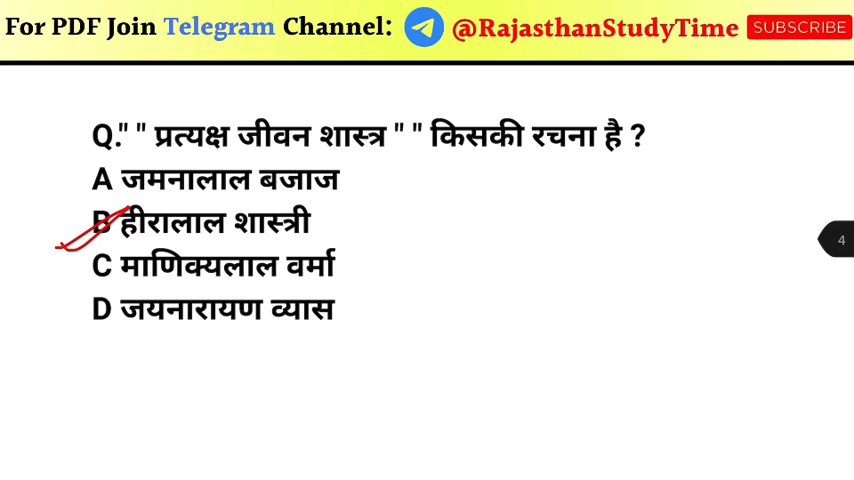 For PDF Join Telegram Channel: @RajasthanStudyTime SUBSCRIBE
Q." " प्रत्यक्ष जीवन शास्त्र " " किसकी रचना है ?
A जमनालाल बजाज
B हीरालाल शास्त्री
C माणिक्यलाल वर्मा
D जयनारायण व्यास
4